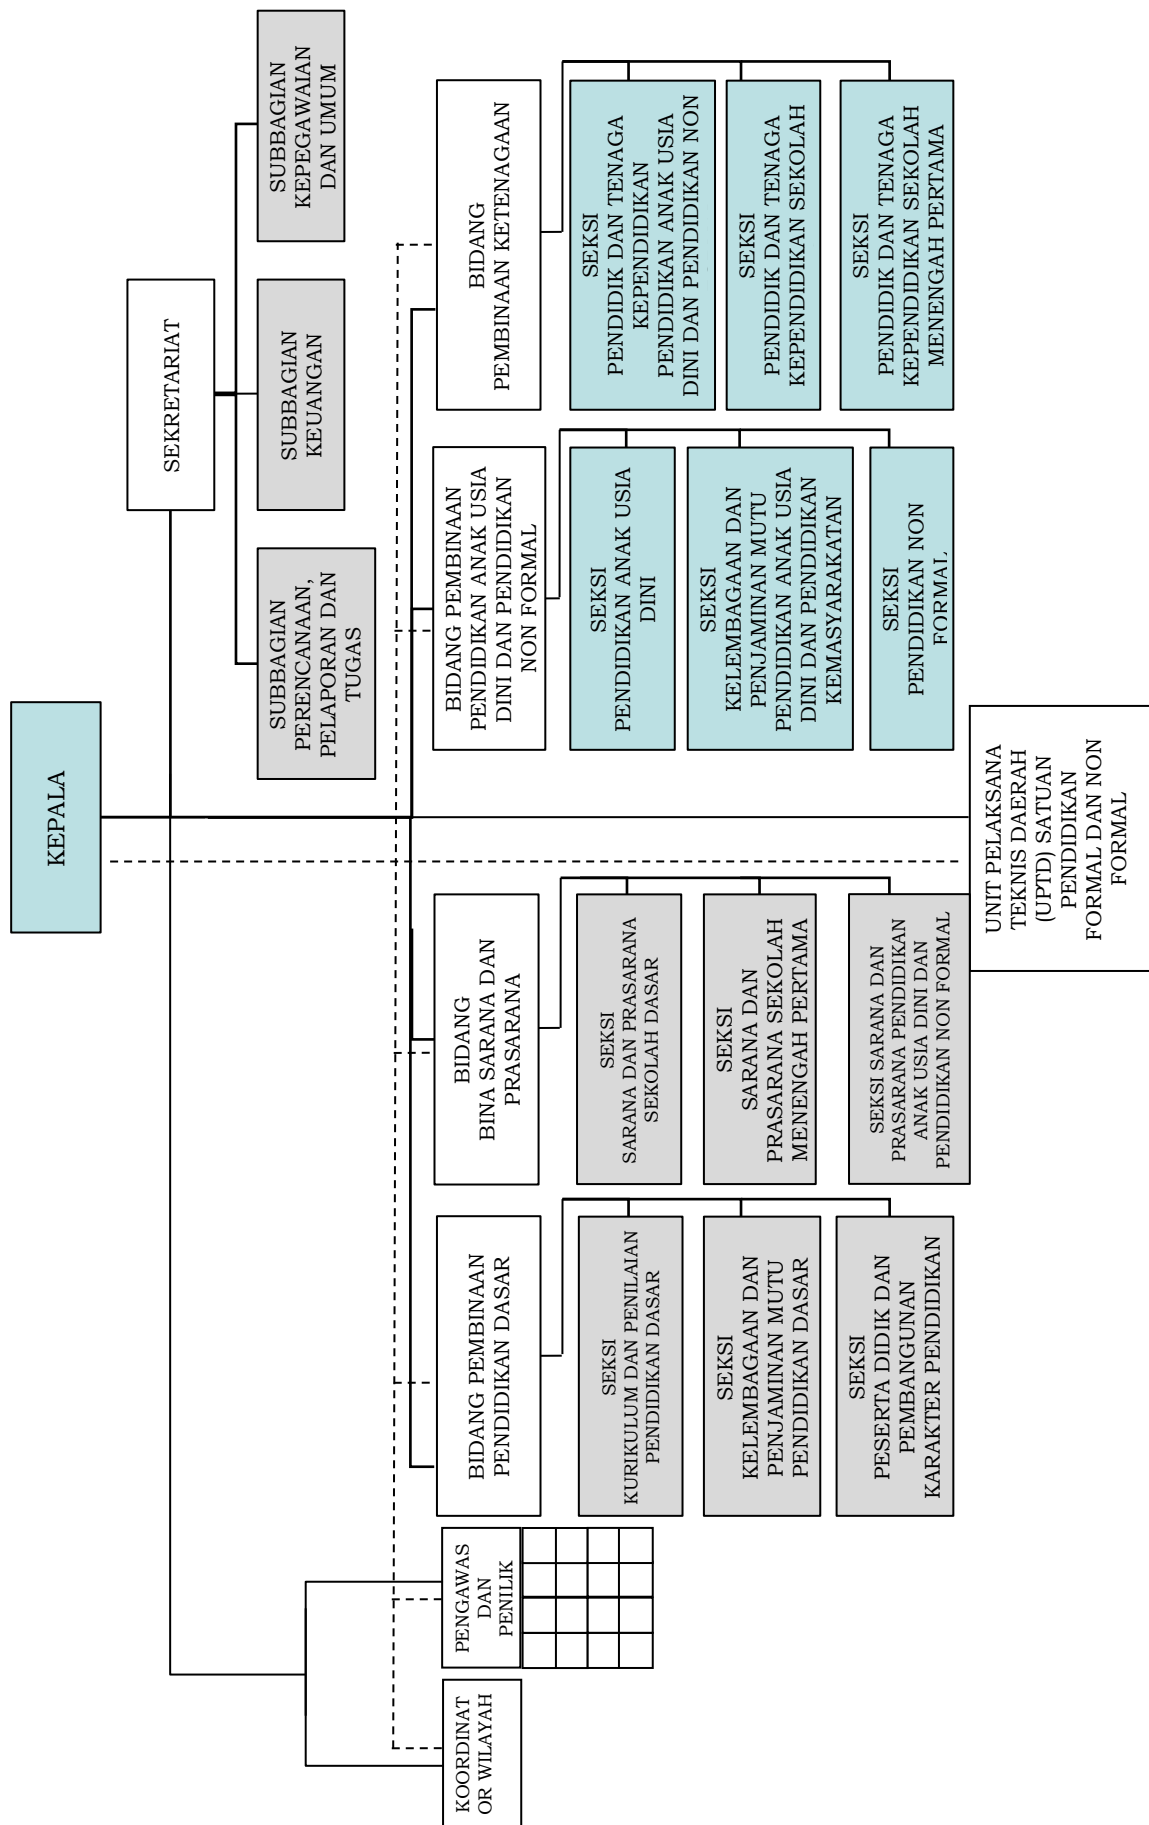 KEPALA
SEKRETARIAT
SUBBAGIAN
PERENCANAAN,
PELAPORAN DAN
TUGAS
SUBBAGIAN
KEUANGAN
SUBBAGIAN
KEPEGAWAIAN
DAN UMUM
KOORDINAT
OR WILAYAH
PENGAWAS
DAN
PENILIK
BIDANG PEMBINAAN
PENDIDIKAN DASAR
SEKSI
KURIKULUM DAN PENILAIAN
PENDIDIKAN DASAR
SEKSI
KELEMBAGAAN DAN
PENJAMINAN MUTU
PENDIDIKAN DASAR
SEKSI
PESERTA DIDIK DAN
PEMBANGUNAN
KARAKTER PENDIDIKAN
BIDANG
BINA SARANA DAN
PRASARANA
SEKSI
SARANA DAN PRASARANA
SEKOLAH DASAR
SEKSI
SARANA DAN
PRASARANA SEKOLAH
MENENGAH PERTAMA
SEKSI SARANA DAN
PRASARANA PENDIDIKAN
ANAK USIA DINI DAN
PENDIDIKAN NON FORMAL
BIDANG PEMBINAAN
PENDIDIKAN ANAK USIA
DINI DAN PENDIDIKAN
NON FORMAL
SEKSI
PENDIDIKAN ANAK USIA
DINI
SEKSI
KELEMBAGAAN DAN
PENJAMINAN MUTU
PENDIDIKAN ANAK USIA
DINI DAN PENDIDIKAN
KEMASYARAKATAN
SEKSI
PENDIDIKAN NON
FORMAL
BIDANG
PEMBINAAN KETENAGAAN
SEKSI
PENDIDIK DAN TENAGA
KEPENDIDIKAN
PENDIDIKAN ANAK USIA
DINI DAN PENDIDIKAN NON
SEKSI
PENDIDIK DAN TENAGA
KEPENDIDIKAN SEKOLAH
SEKSI
PENDIDIK DAN TENAGA
KEPENDIDIKAN SEKOLAH
MENENGAH PERTAMA
UNIT PELAKSANA
TEKNIS DAERAH
(UPTD) SATUAN
PENDIDIKAN
FORMAL DAN NON
FORMAL